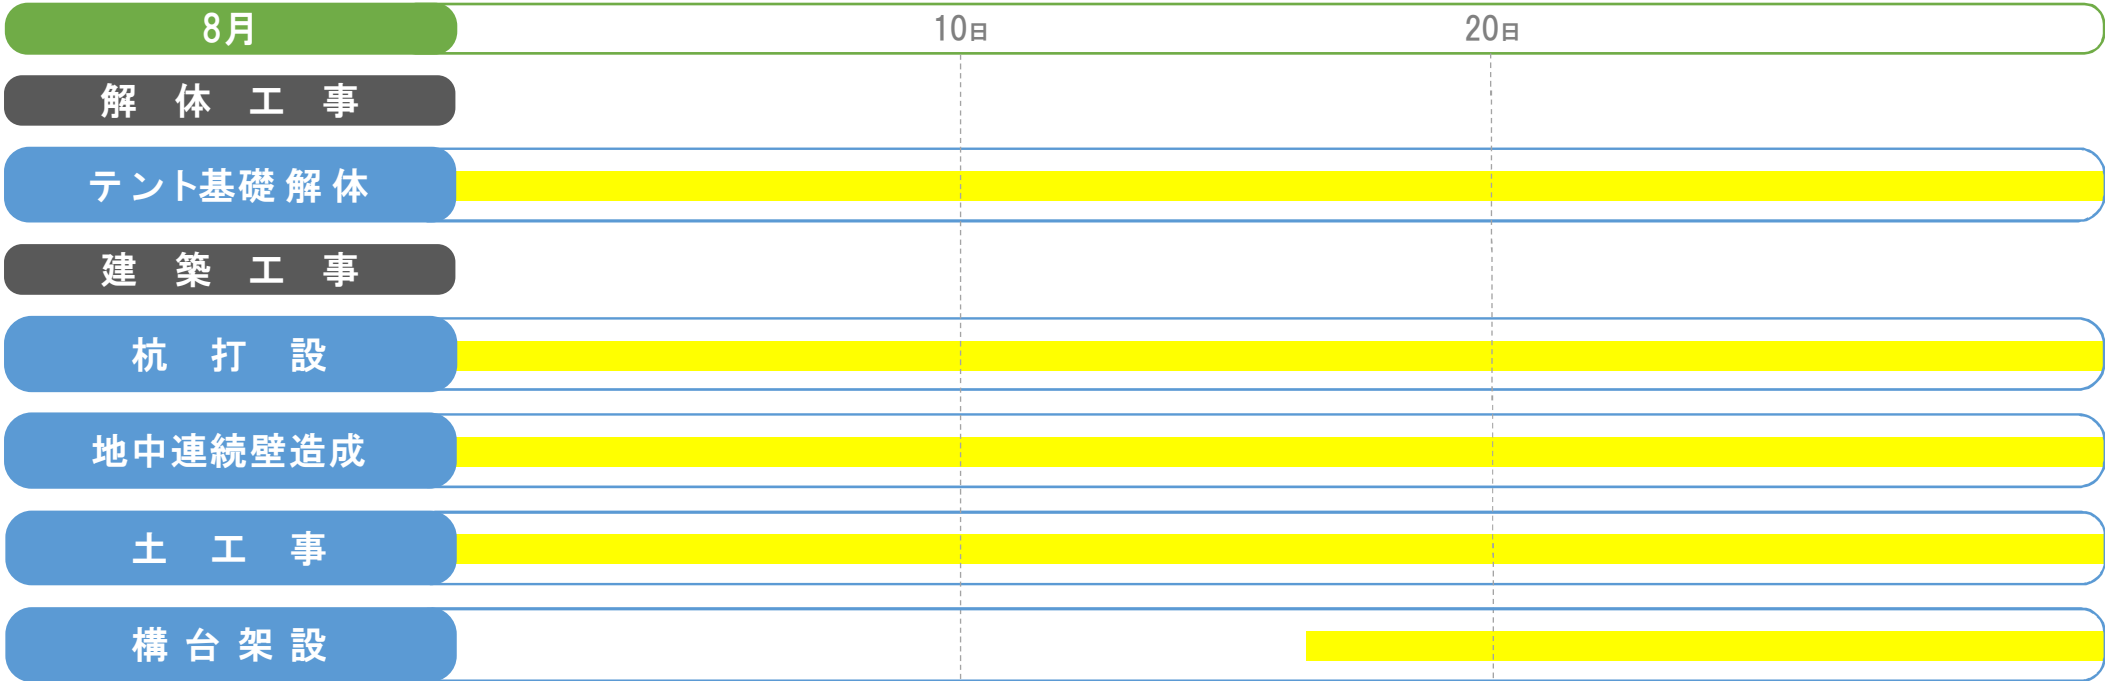 8月 10日 20日
解体工事
テント基礎解体
建築工事
杭打設
地中連続壁造成
土工事
構台架設